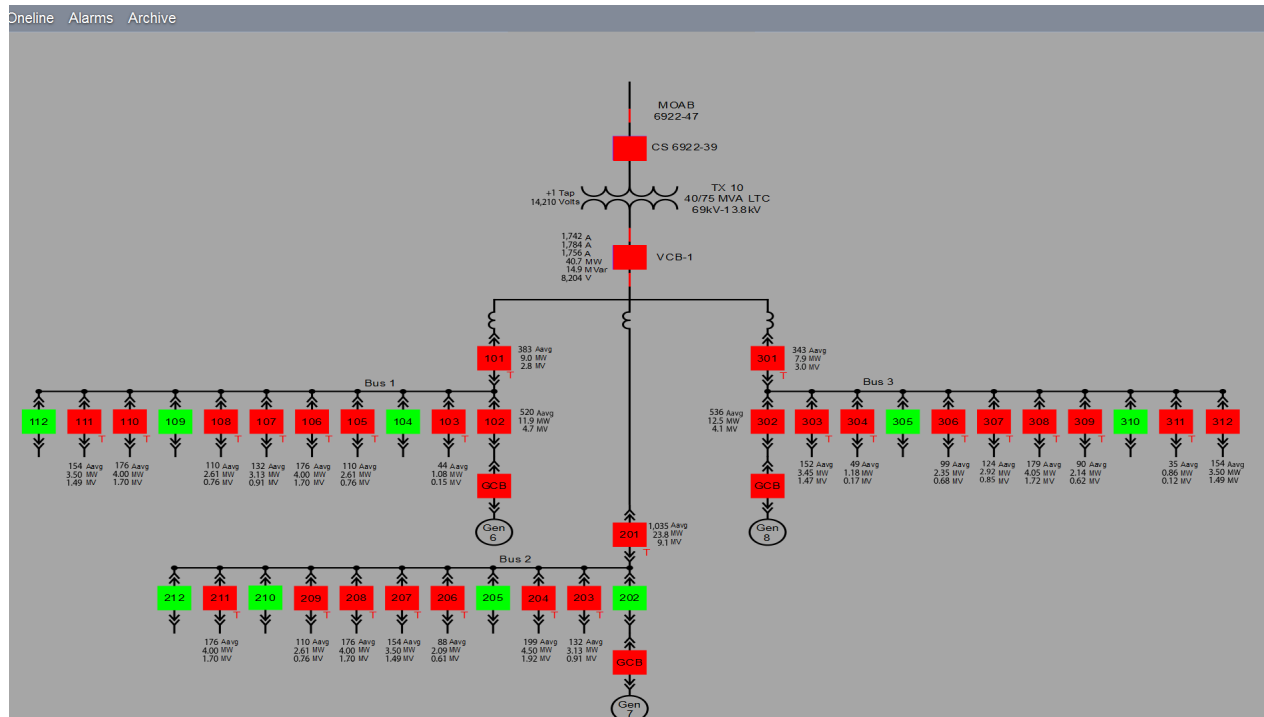 Oneline Alarms Archive
MOAB
6922-47
CS 6922-39
+1 Tap
14,210 Volts
TX 10
40/75 MVA LTC
69kV-13.8kV
1,742 A
1,784 A
1,756 A
40.7 MW
14.9 MVar
8,204 V
VCB-1
101
383 Aavg
9.0 MW
2.8 MV
T
301
343 Aavg
7.9 MW
3.0 MV
T
Bus 1
112 111 110 109 108 107 106 105 104 103 102
T T T T T T T
520 Aavg
11.9 MW
4.7 MV
154 Aavg
3.50 MW
1.49 MV
176 Aavg
4.00 MW
1.70 MV
110 Aavg
2.61 MW
0.76 MV
132 Aavg
3.13 MW
0.91 MV
176 Aavg
4.00 MW
1.70 MV
110 Aavg
2.61 MW
0.76 MV
44 Aavg
1.08 MW
0.15 MV
GCB
Gen
6
Bus 3
536 Aavg
12.5 MW
4.1 MV
302 303 304 305 306 307 308 309 310 311 312
T T T T T T T
152 Aavg
3.45 MW
1.47 MV
49 Aavg
1.18 MW
0.17 MV
99 Aavg
2.35 MW
0.68 MV
124 Aavg
2.92 MW
0.85 MV
179 Aavg
4.05 MW
1.72 MV
90 Aavg
2.14 MW
0.62 MV
35 Aavg
0.86 MW
0.12 MV
154 Aavg
3.50 MW
1.49 MV
GCB
Gen
8
201
1,035 Aavg
23.8 MW
9.1 MV
T
Bus 2
212 211 210 209 208 207 206 205 204 203 202
T T T T T T T
176 Aavg
4.00 MW
1.70 MV
110 Aavg
2.61 MW
0.76 MV
176 Aavg
4.00 MW
1.70 MV
154 Aavg
3.50 MW
1.49 MV
88 Aavg
2.09 MW
0.61 MV
199 Aavg
4.50 MW
1.92 MV
132 Aavg
3.13 MW
0.91 MV
GCB
Gen
7